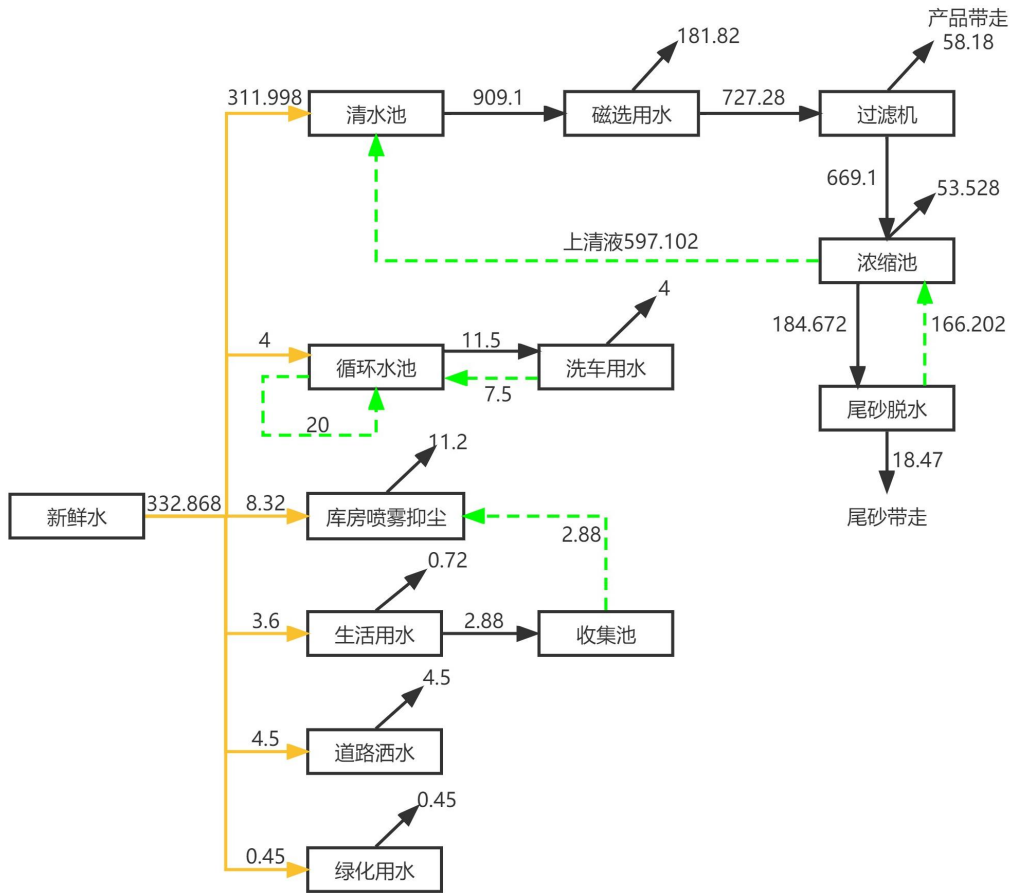 产品带走
58.18
181.82
311.998
清水池
909.1
磁选用水
727.28
过滤机
669.1
53.528
上清液597.102
浓缩池
184.672
166.202
4
4
循环水池
11.5
洗车用水
7.5
20
尾砂脱水
18.47
尾砂带走
11.2
新鲜水
332.868
8.32
库房喷雾抑尘
2.88
0.72
3.6
生活用水
2.88
收集池
4.5
4.5
道路洒水
0.45
0.45
绿化用水